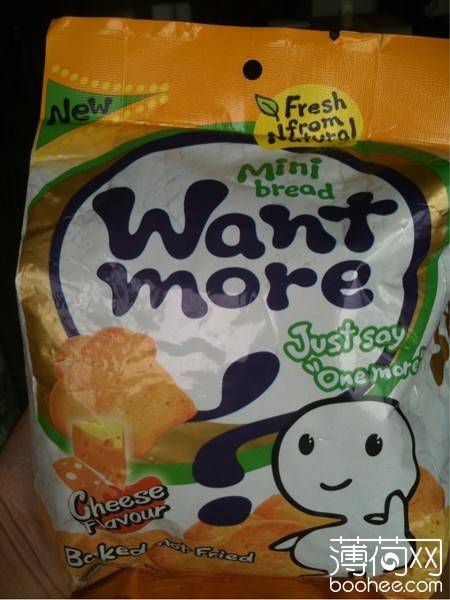 New
Fresh
from
Natural
Mini
bread
Want
more
Just say
"One more"
Cheese
Flavour
Baked Not-Fried
薄荷网
boohee.com